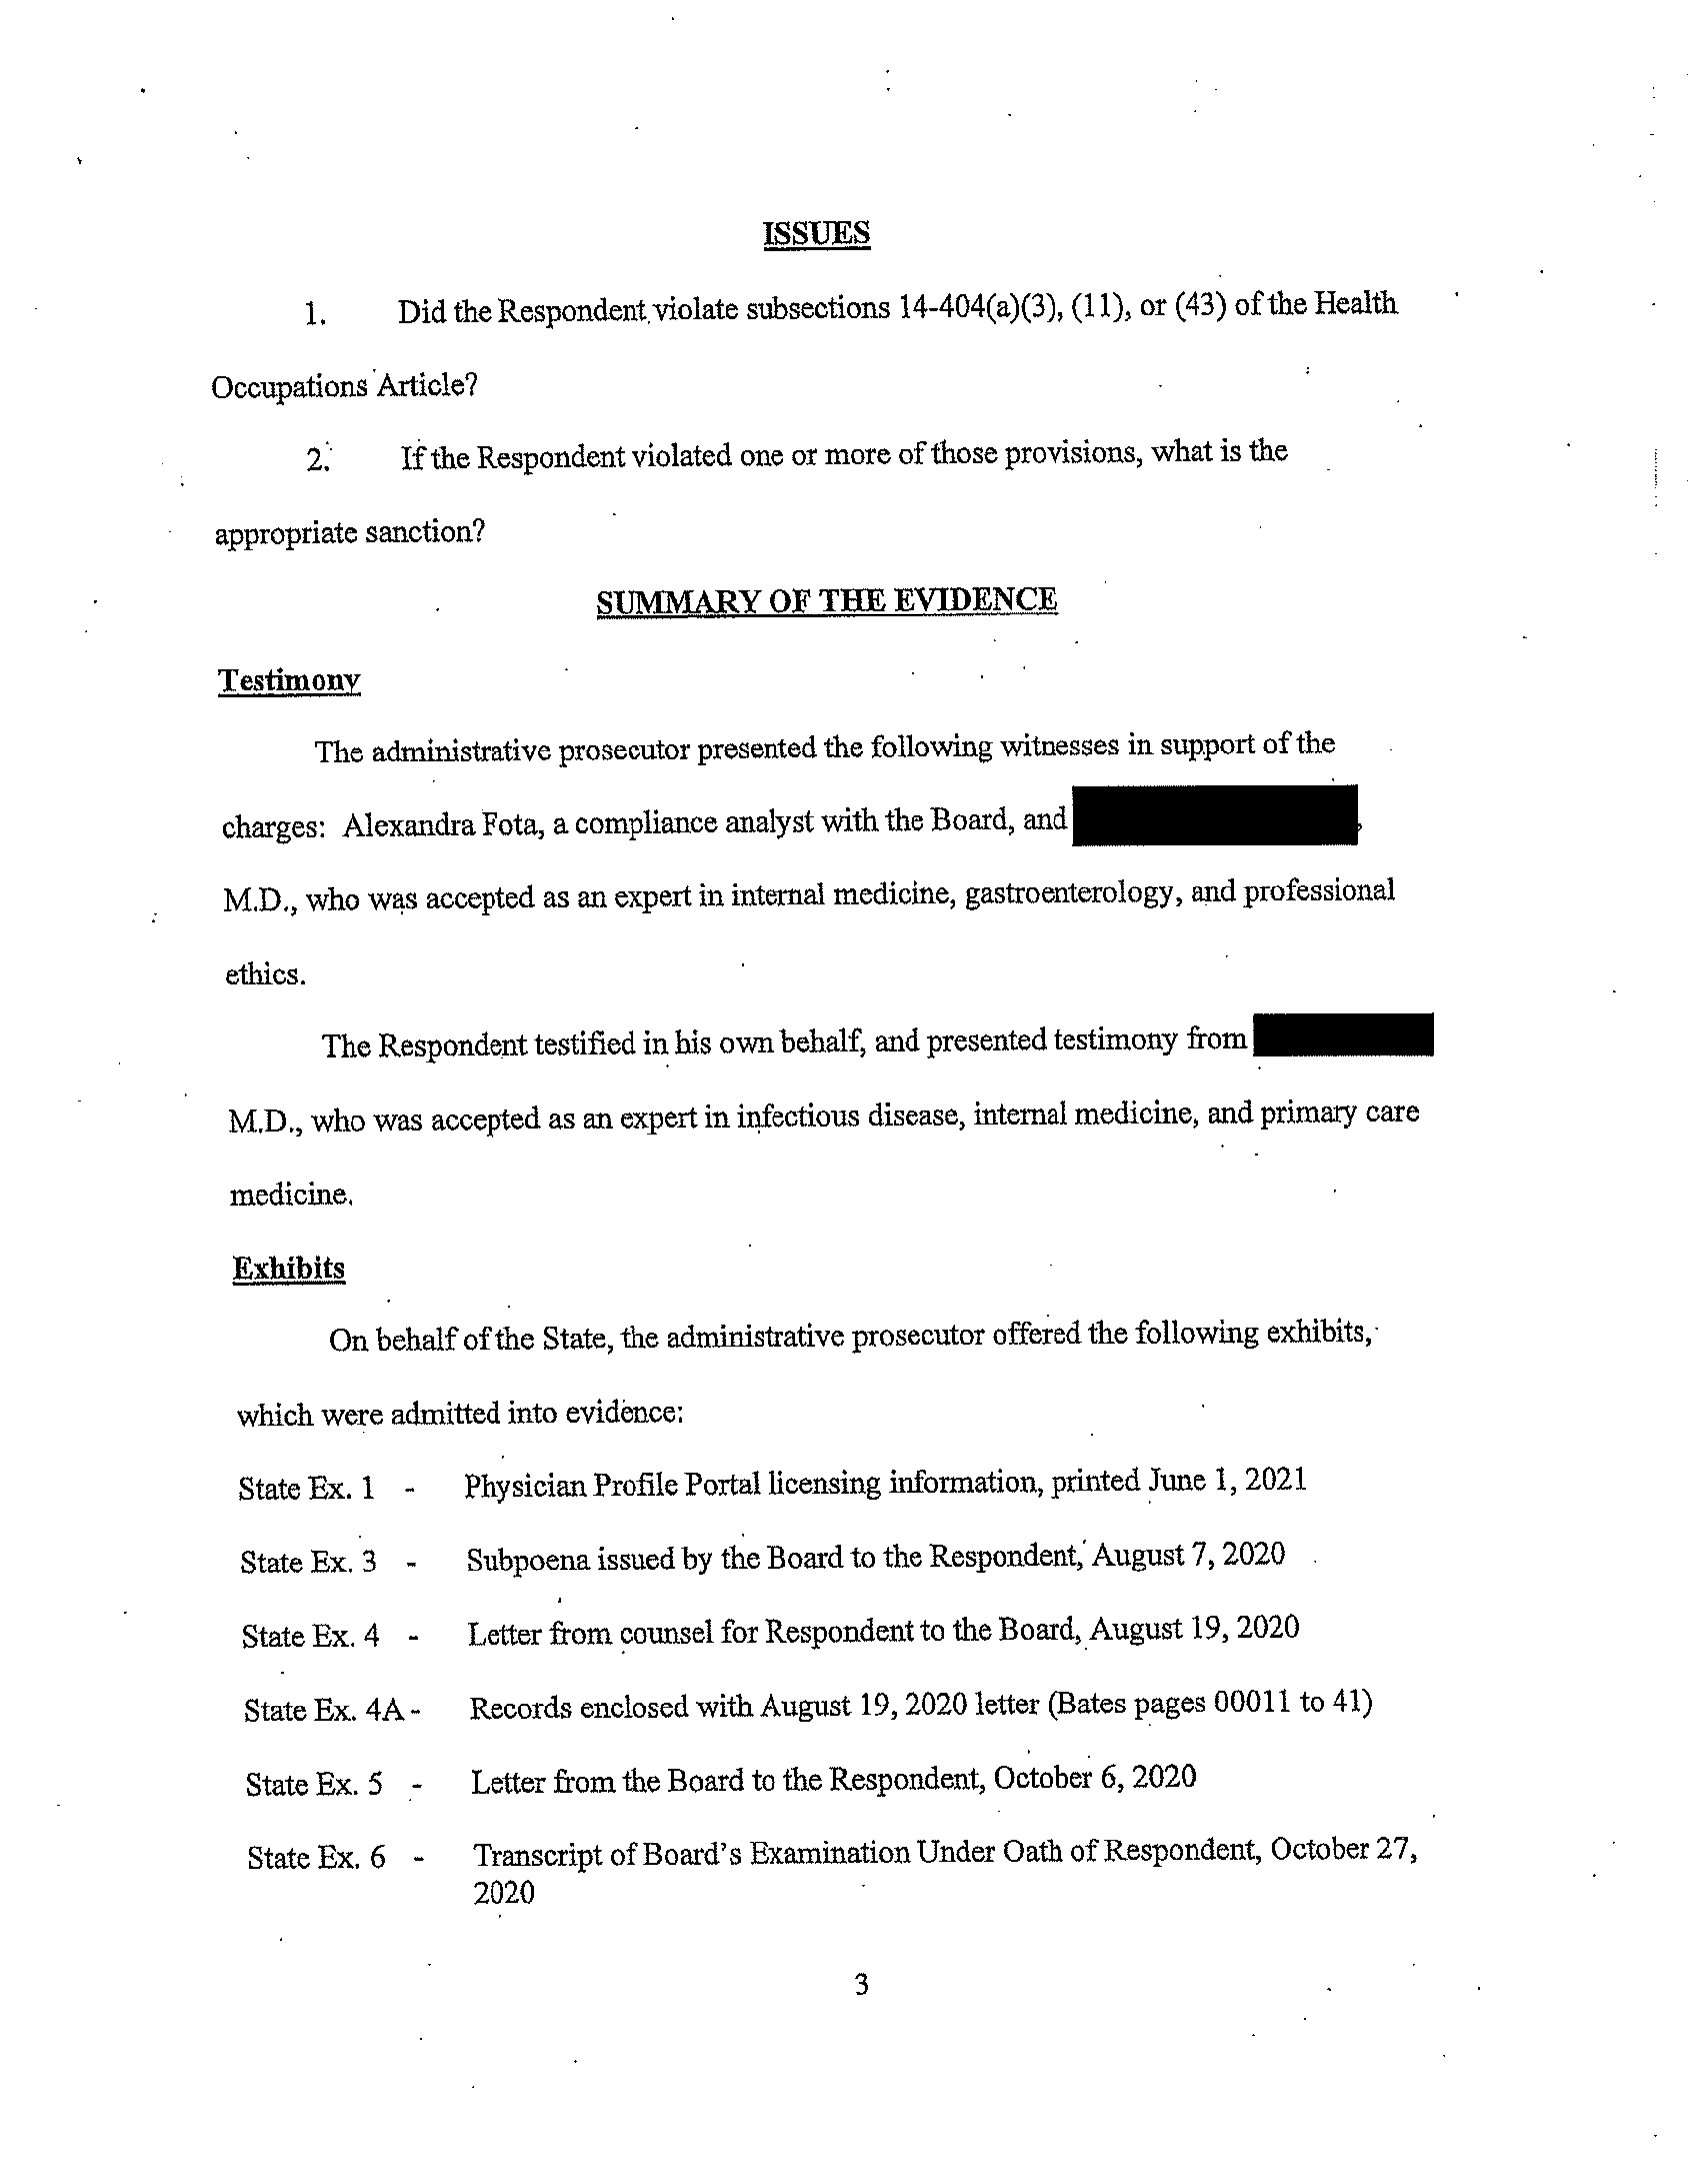 ISSUES
1. Did the Respondent violate subsections 14-404(a)(3), (11), or (43) of the Health
Occupations Article?
2. If the Respondent violated one or more of those provisions, what is the
appropriate sanction?
SUMMARY OF THE EVIDENCE
Testimony
The administrative prosecutor presented the following witnesses in support of the
charges: Alexandra Fota, a compliance analyst with the Board, and ,
M.D., who was accepted as an expert in internal medicine, gastroenterology, and professional
ethics.
The Respondent testified in his own behalf, and presented testimony from
M.D., who was accepted as an expert in infectious disease, internal medicine, and primary care
medicine.
Exhibits
On behalf of the State, the administrative prosecutor offered the following exhibits,
which were admitted into evidence:
State Ex. 1 - Physician Profile Portal licensing information, printed June 1, 2021
State Ex. 3 - Subpoena issued by the Board to the Respondent, August 7, 2020
State Ex. 4 - Letter from counsel for Respondent to the Board, August 19, 2020
State Ex. 4A - Records enclosed with August 19, 2020 letter (Bates pages 00011 to 41)
State Ex. 5 - Letter from the Board to the Respondent, October 6, 2020
State Ex. 6 - Transcript of Board's Examination Under Oath of Respondent, October 27,
2020
3